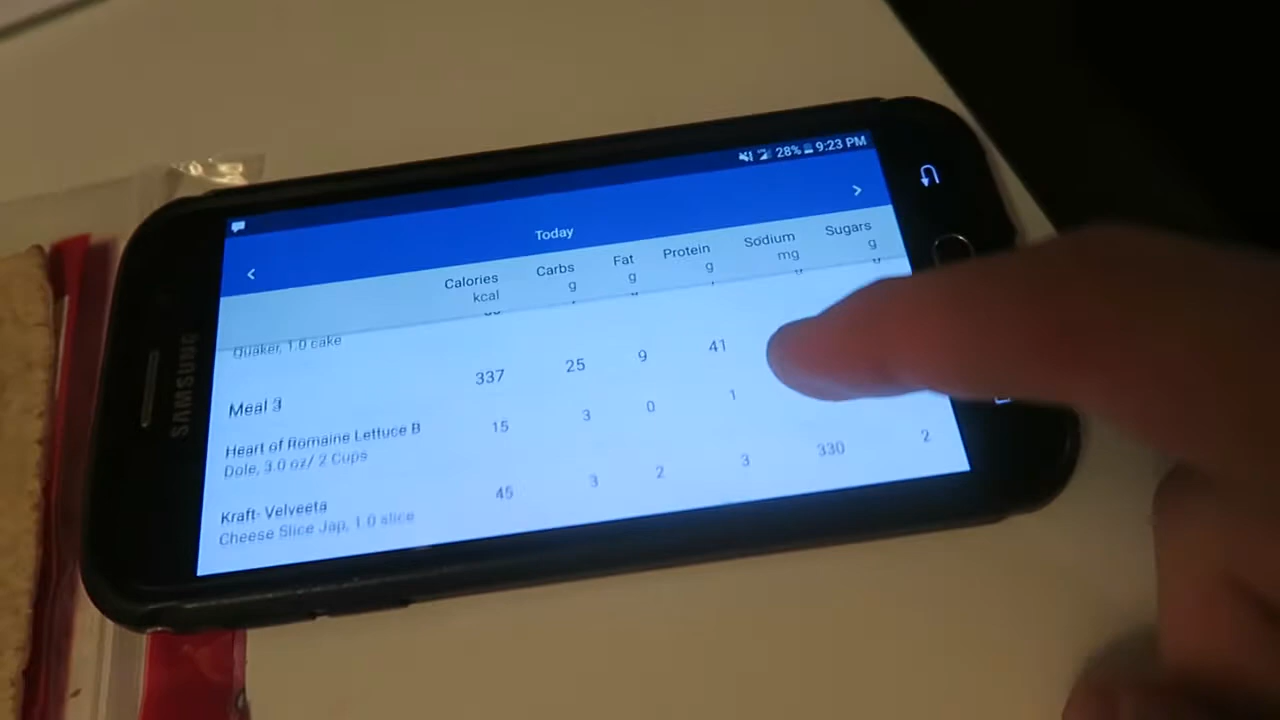 28% 9:23 PM
Today
Calories Carbs Fat Protein Sodium Sugars
kcal g g g mg g
Quaker, 1.0 cake
Meal 3 337 25 9 41
Heart of Romaine Lettuce B 15 3 0 1
Dole, 3.0 oz/ 2 Cups
Kraft- Velveeta 45 3 2 3 330 2
Cheese Slice Jap, 1.0 slice
SAMSUNG